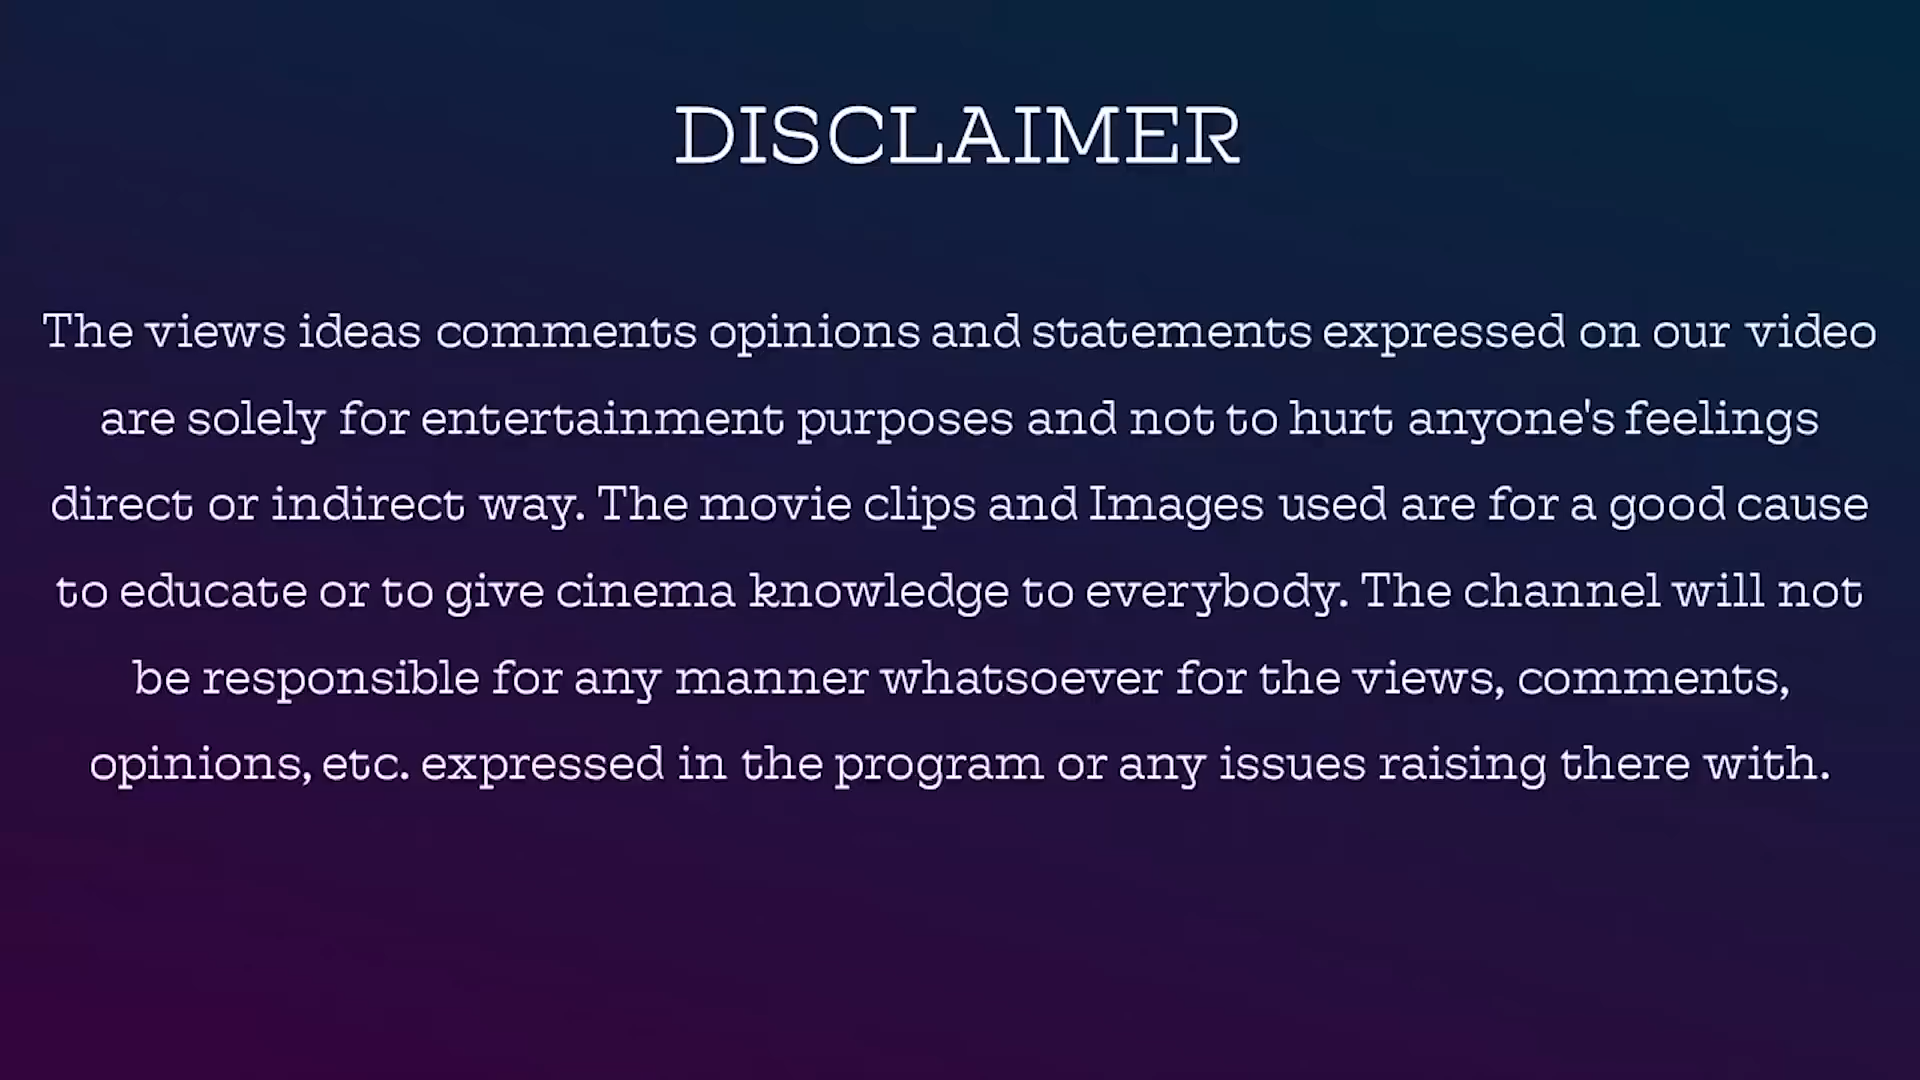 DISCLAIMER
The views ideas comments opinions and statements expressed on our video
are solely for entertainment purposes and not to hurt anyone's feelings
direct or indirect way. The movie clips and Images used are for a good cause
to educate or to give cinema knowledge to everybody. The channel will not
be responsible for any manner whatsoever for the views, comments,
opinions, etc. expressed in the program or any issues raising there with.